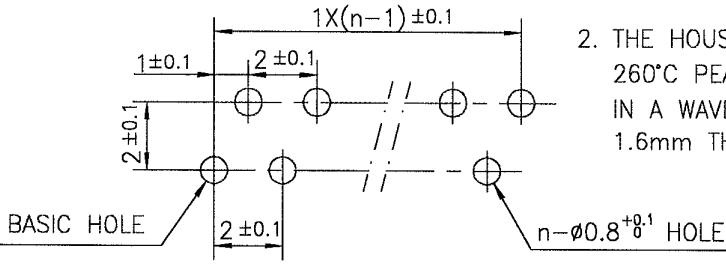 1X(n-1) ±0.1
1±0.1
2 ±0.1
2 ±0.1
2 ±0.1
BASIC HOLE
n-ø0.8 +0.1 0 HOLE
2. THE HOUS
260°C PEA
IN A WAV
1.6mm TH